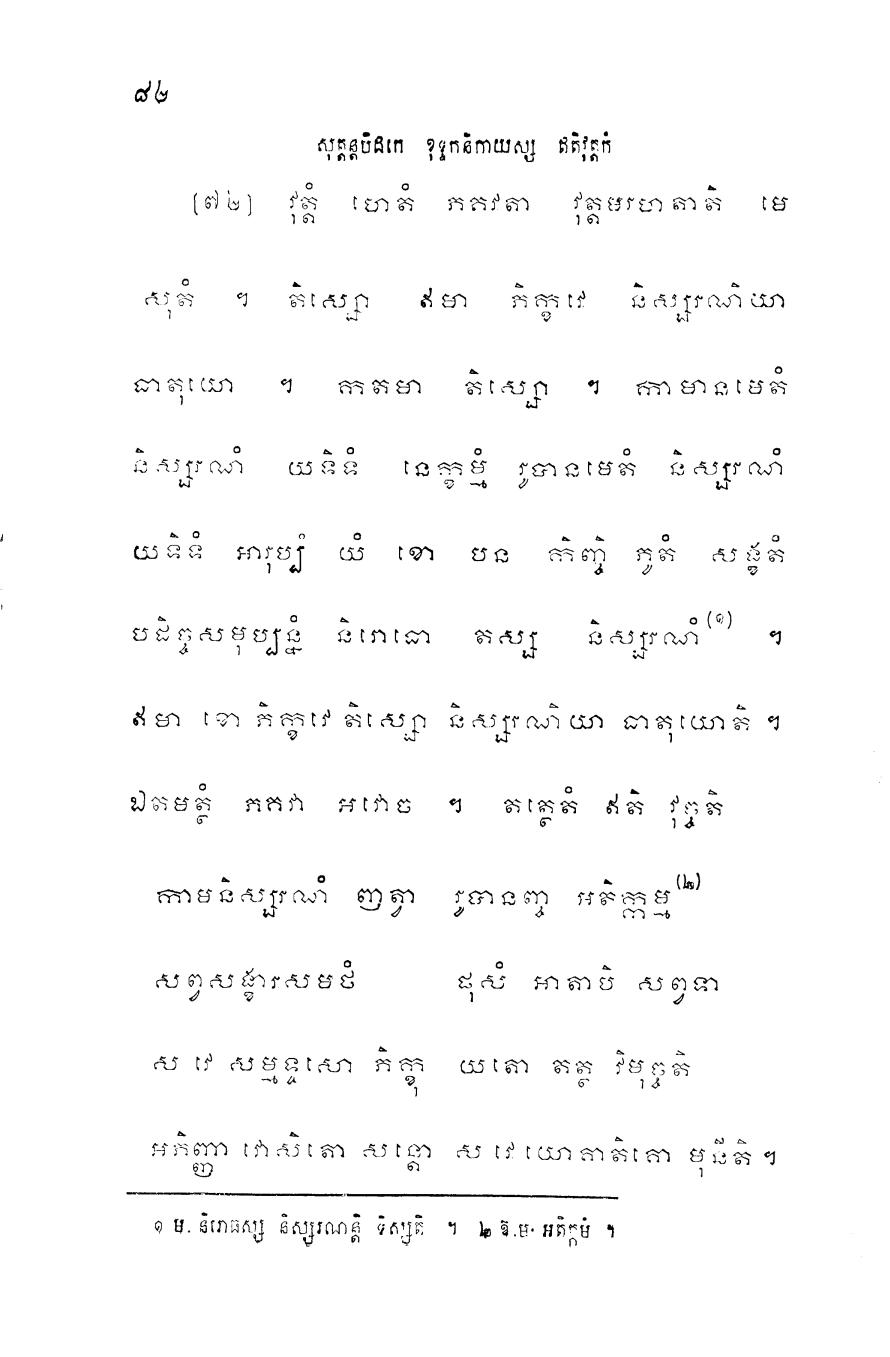 ៨៤
សុត្តន្តបិដកេ ខុទ្ទកនិកាយស្ស ឥតិវុត្តកំ
[៧៤] វុត្តំ ហេតំ ភគវតា វុត្តមរហតាតិ មេ
សុតំ ។ តិស្សោ ឥមា ភិក្ខវេ និស្សរណិយា
ធាតុយោ ។ កតមា តិស្សោ ។ កាមានមេតំ
និស្សរណំ យទិទំ នេក្ខម្មំ រូបានមេតំ និស្សរណំ
យទិទំ អារុប្បំ យំ ខោ បន កិញ្ចិ ភូតំ សង្ខតំ
បដិច្ចសមុប្បន្នំ និរោធោ តស្ស និស្សរណំ(១) ។
ឥមា ខោ ភិក្ខវេ តិស្សោ និស្សរណិយា ធាតុយោតិ ។
ឯតមត្ថំ ភគវា អវោច ។ តត្ថេតំ ឥតិ វុច្ចតិ
កាមនិស្សរណំ ញត្វា រូបានញ្ច អតិក្កម្ម(២)
សព្វសង្ខារសមថំ ផុសំ អាតាបិ សព្វទា
ស វេ សម្មទ្ទសោ ភិក្ខុ យតោ តត្ថ វិមុច្ចតិ
អភិញ្ញា វោសិតោ សន្តោ ស វេ យោគាតិគោ មុនីតិ ។
១ ម. និរោធស្ស និស្សរណន្តិ ទិស្សតិ ។ ២ ឱ.ម. អតិក្កមំ ។